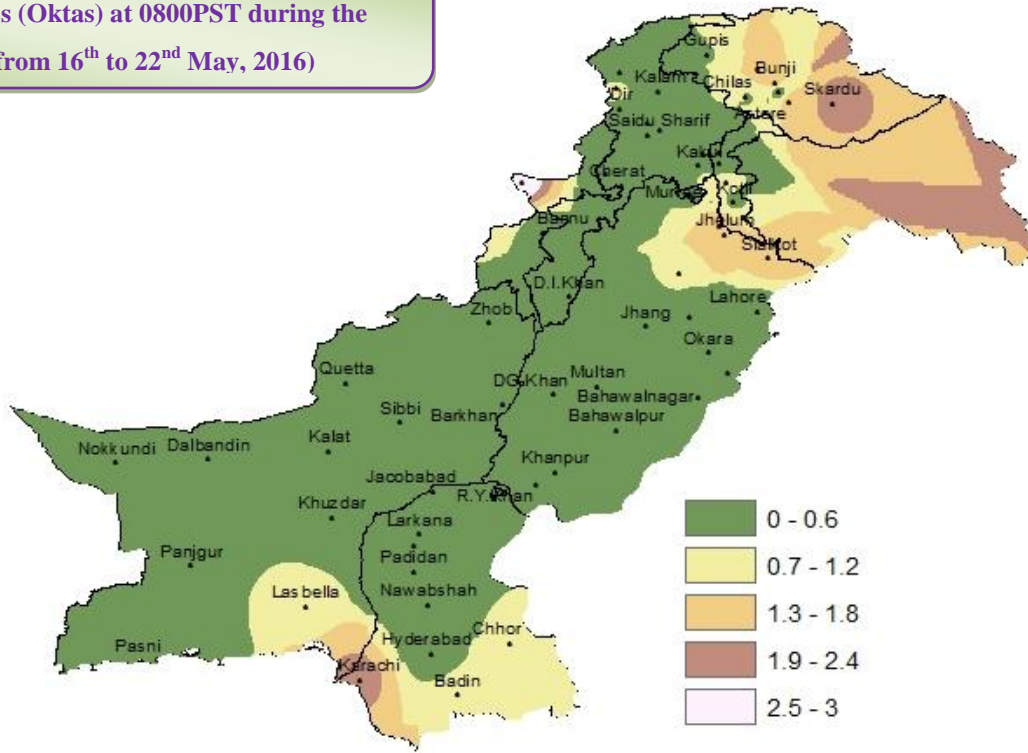 s (Oktas) at 0800PST during the
from 16th to 22nd May, 2016)
Gupis
Bunji
Kalam
Chilas
Skardu
Dir
Astore
Saidu Sharif
Kakul
Cherat
Murree
Kotli
Bannu
Jhelum
Sialkot
D.I.Khan
Lahore
Zhob
Jhang
Okara
Quetta
DG Khan
Multan
Bahawalnagar
Sibbi
Barkhan
Bahawalpur
Kalat
Nokkundi
Dalbandin
Khanpur
Jacobabad
R.Y.Khan
Khuzdar
Larkana
Panjgur
Padidan
Lasbella
Nawabshah
Chhor
Pasni
Hyderabad
Karachi
Badin
0 - 0.6
0.7 - 1.2
1.3 - 1.8
1.9 - 2.4
2.5 - 3